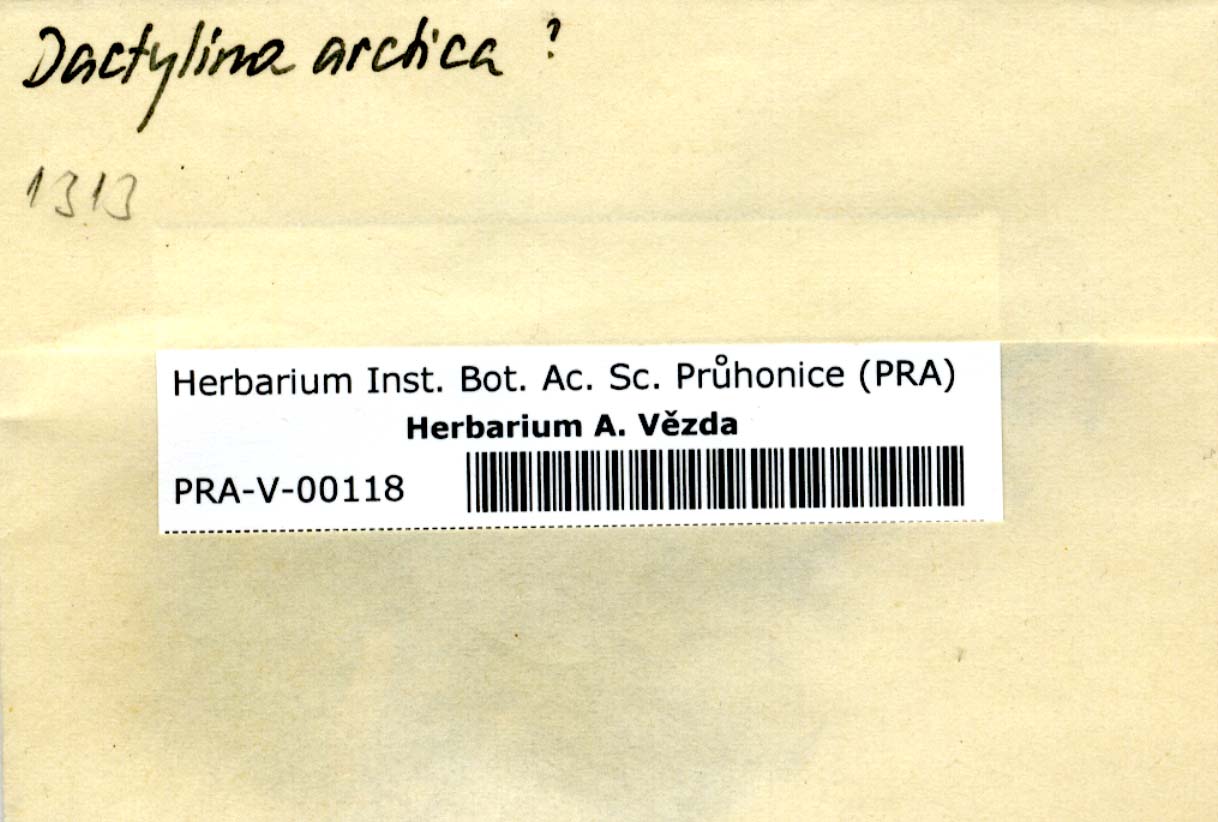 Dactylina arctica ?
1313
Herbarium Inst. Bot. Ac. Sc. Průhonice (PRA)
Herbarium A. Vězda
PRA-V-00118